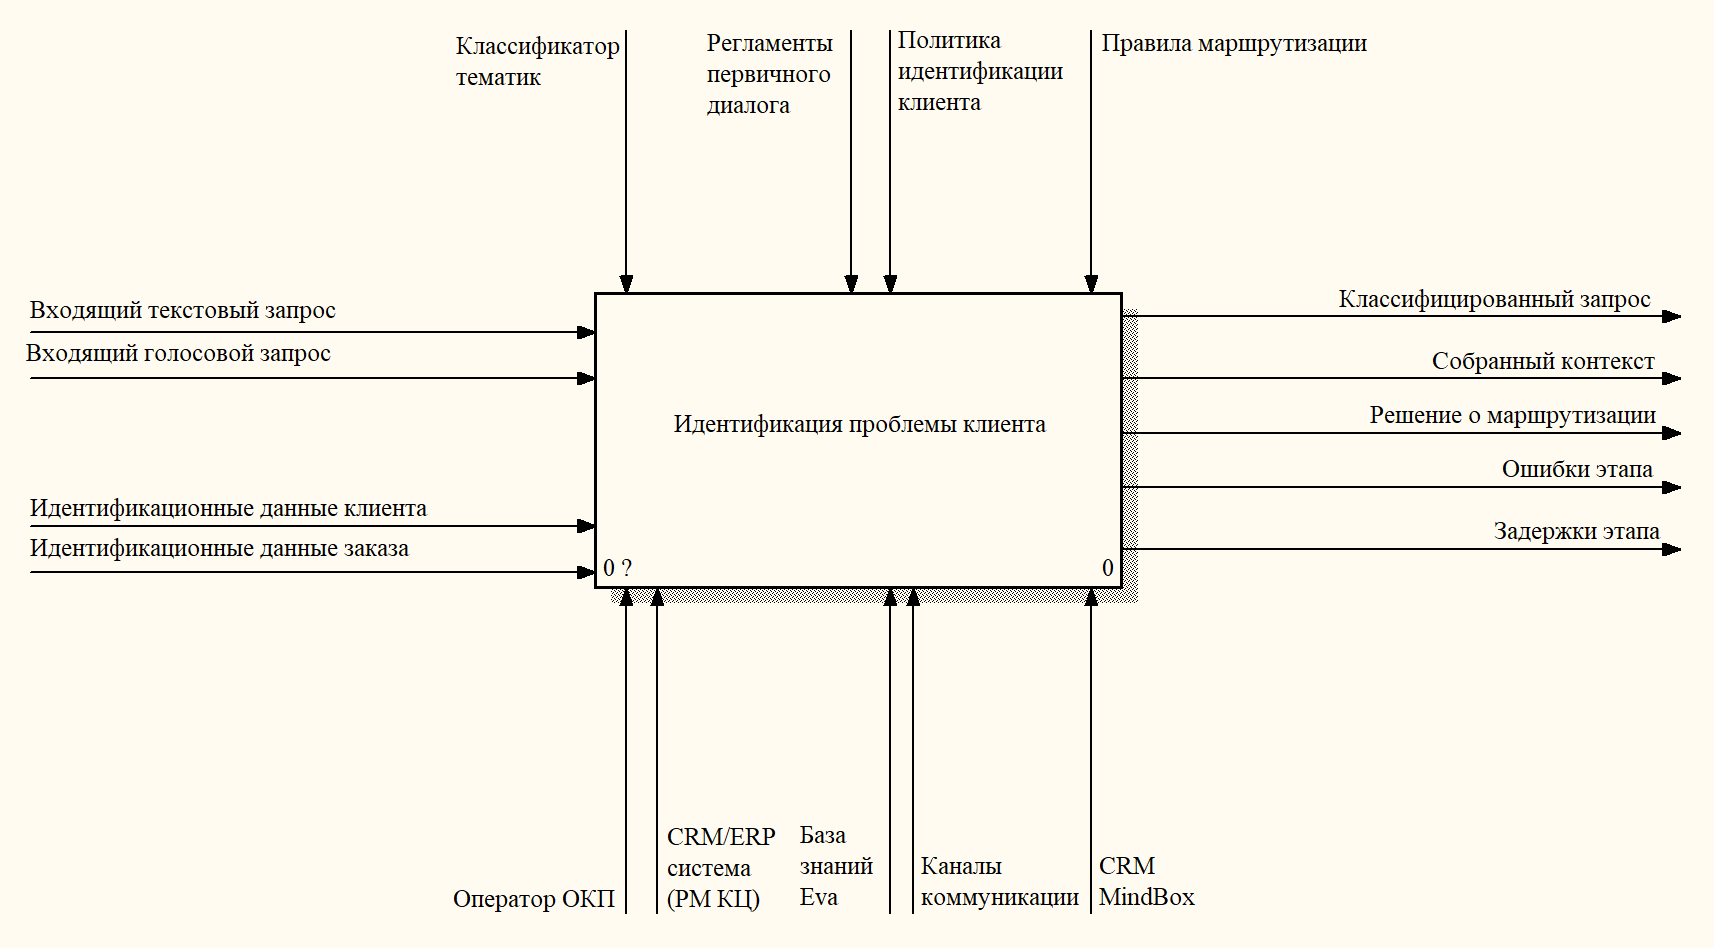 Классификатор
тематик
Регламенты
первичного
диалога
Политика
идентификации
клиента
Правила маршрутизации
Входящий текстовый запрос
Входящий голосовой запрос
Идентификационные данные клиента
Идентификационные данные заказа
Идентификация проблемы клиента
0 ?
0
Классифицированный запрос
Собранный контекст
Решение о маршрутизации
Ошибки этапа
Задержки этапа
Оператор ОКП
CRM/ERP
система
(РМ КЦ)
База
знаний
Eva
Каналы
коммуникации
CRM
MindBox